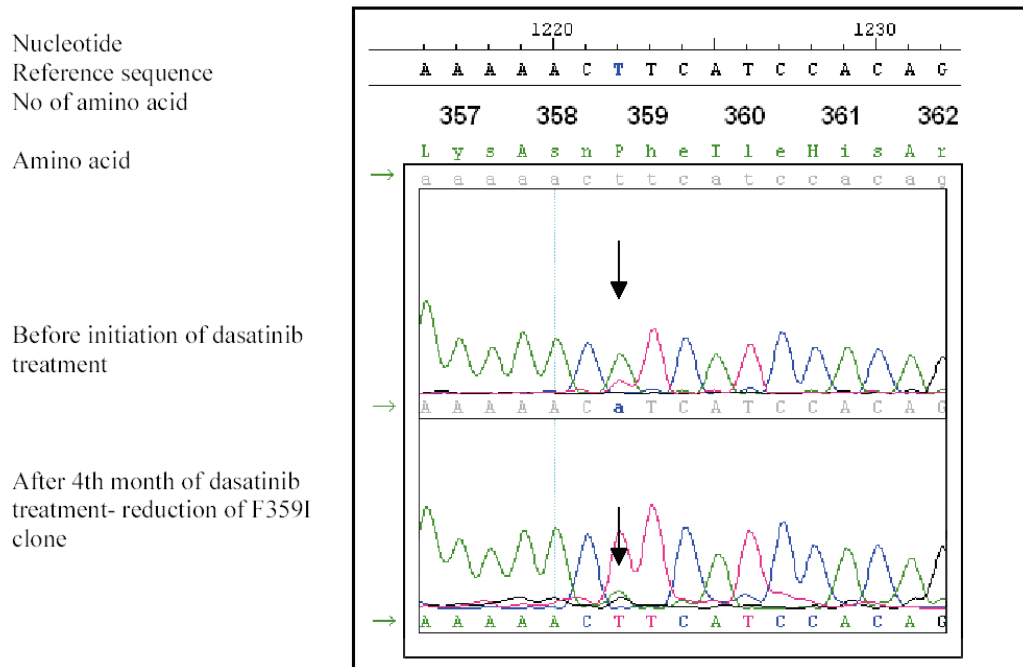 Nucleotide
1220 1230
Reference sequence
A A A A A C T T C A T C C A C A G
No of amino acid
357 358 359 360 361 362
Amino acid
L y s A s n P h e I l e H i s A r
a a a a a c t t c a t c c a c a g
Before initiation of dasatinib
treatment
A A A A A C a T C A T C C A C A G
After 4th month of dasatinib
treatment- reduction of F359I
clone
A A A A A C T T C A T C C A C A G